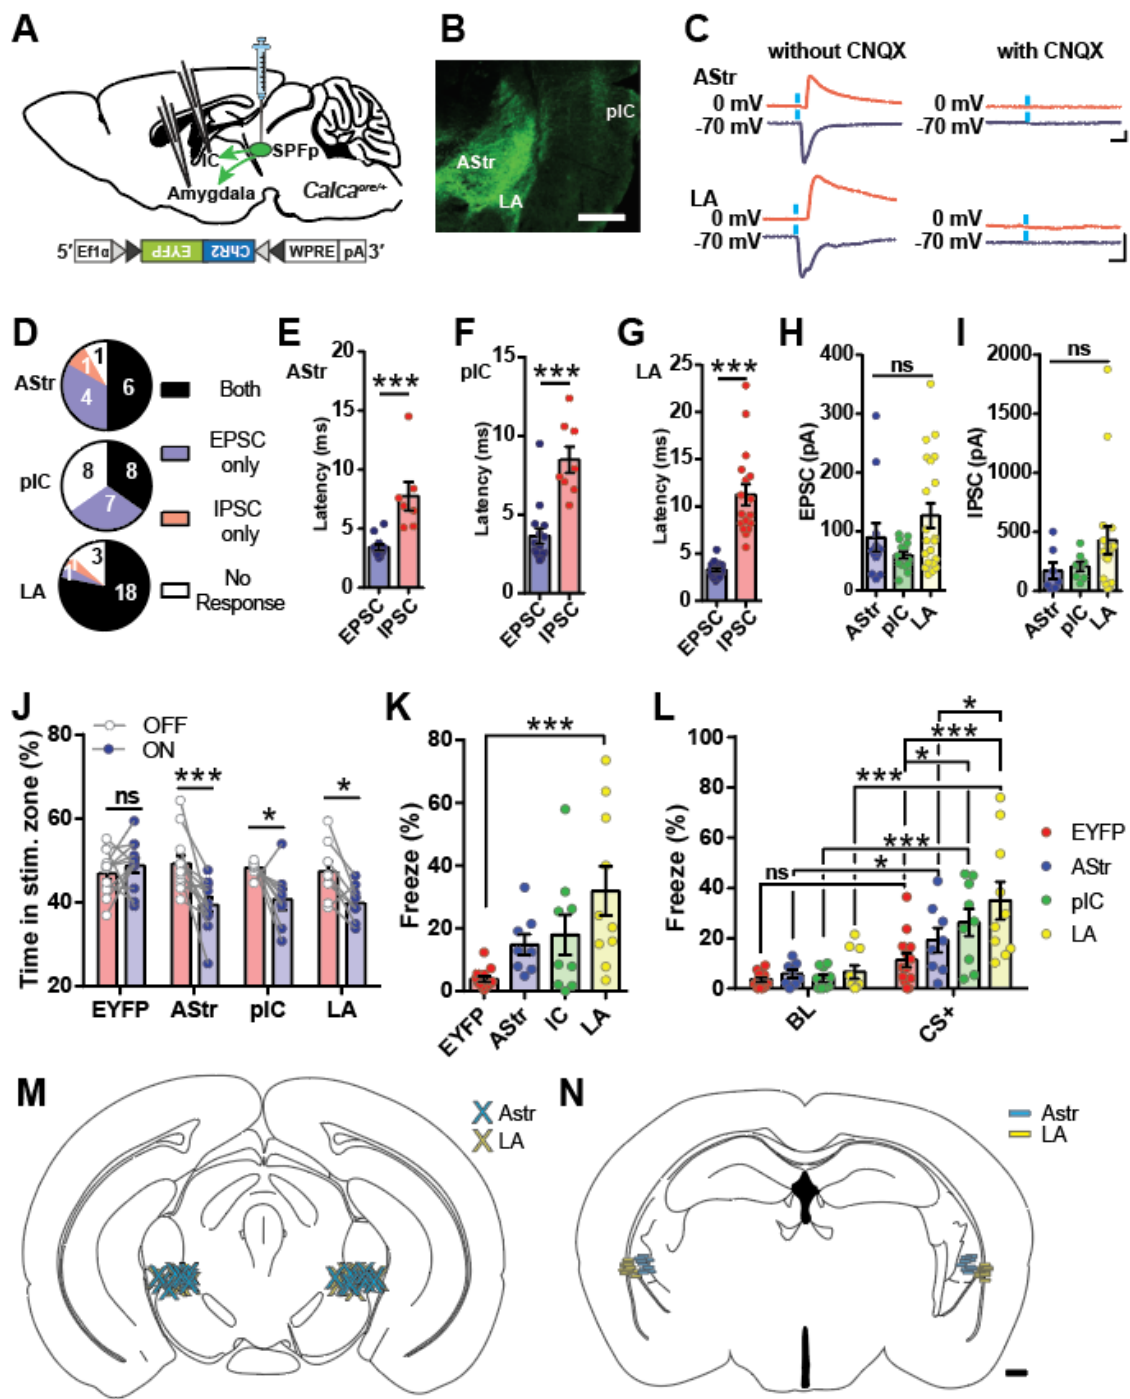 A
IC
SPFp
Amygdala
Calca^cre/+
5′ Ef1α EYFP ChR2 WPRE pA 3′
B
pIC
AStr
LA
C
without CNQX
with CNQX
AStr
0 mV
-70 mV
0 mV
-70 mV
LA
0 mV
-70 mV
0 mV
-70 mV
D
AStr
1
1
4
6
pIC
8
8
7
LA
3
1
1
18
Both
EPSC only
IPSC only
No Response
E
AStr
***
Latency (ms)
20
15
10
5
0
EPSC
IPSC
F
pIC
***
Latency (ms)
15
10
5
0
EPSC
IPSC
G
LA
***
Latency (ms)
25
20
15
10
5
0
EPSC
IPSC
H
ns
EPSC (pA)
400
300
200
100
0
AStr
pIC
LA
I
ns
IPSC (pA)
2000
1500
1000
500
0
AStr
pIC
LA
J
OFF
ON
Time in stim. zone (%)
80
60
40
20
ns
***
*
*
EYFP
AStr
pIC
LA
K
***
Freeze (%)
80
60
40
20
0
EYFP
AStr
IC
LA
L
*
***
*
***
***
*
ns
Freeze (%)
100
80
60
40
20
0
BL
CS+
EYFP
AStr
pIC
LA
M
Astr
LA
N
Astr
LA